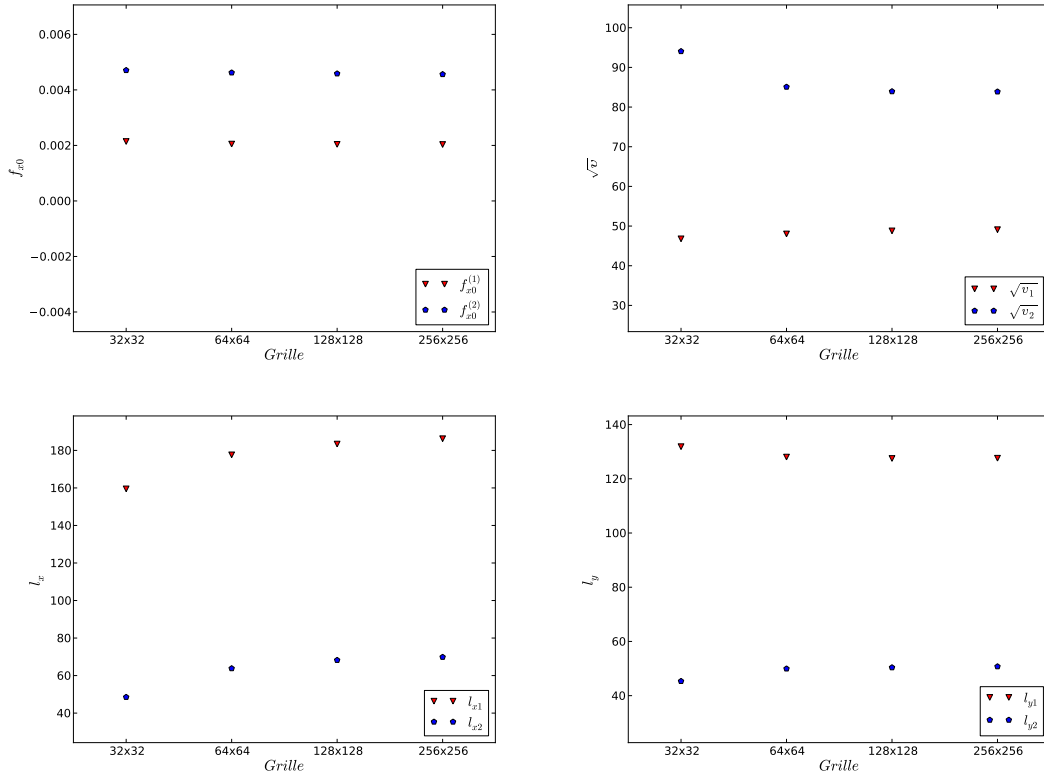 0.006
0.004
0.002
0.000
−0.002
−0.004
f_{x0}
32x32 64x64 128x128 256x256
Grille
f_{x0}^{(1)}
f_{x0}^{(2)}
100
90
80
70
60
50
40
30
√v
32x32 64x64 128x128 256x256
Grille
√v_1
√v_2
180
160
140
120
100
80
60
40
l_x
32x32 64x64 128x128 256x256
Grille
l_{x1}
l_{x2}
140
120
100
80
60
40
l_y
32x32 64x64 128x128 256x256
Grille
l_{y1}
l_{y2}